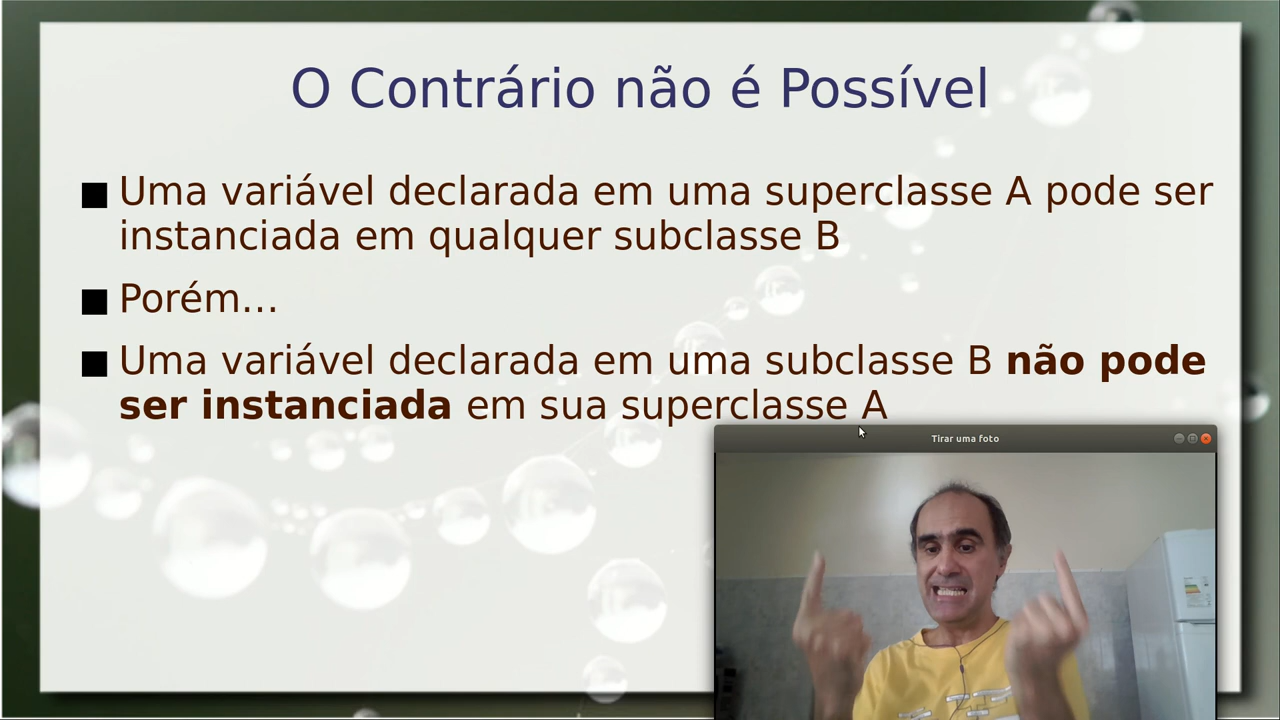 O Contrário não é Possível
Uma variável declarada em uma superclasse A pode ser
instanciada em qualquer subclasse B
Porém...
Uma variável declarada em uma subclasse B não pode
ser instanciada em sua superclasse A
Tirar uma foto